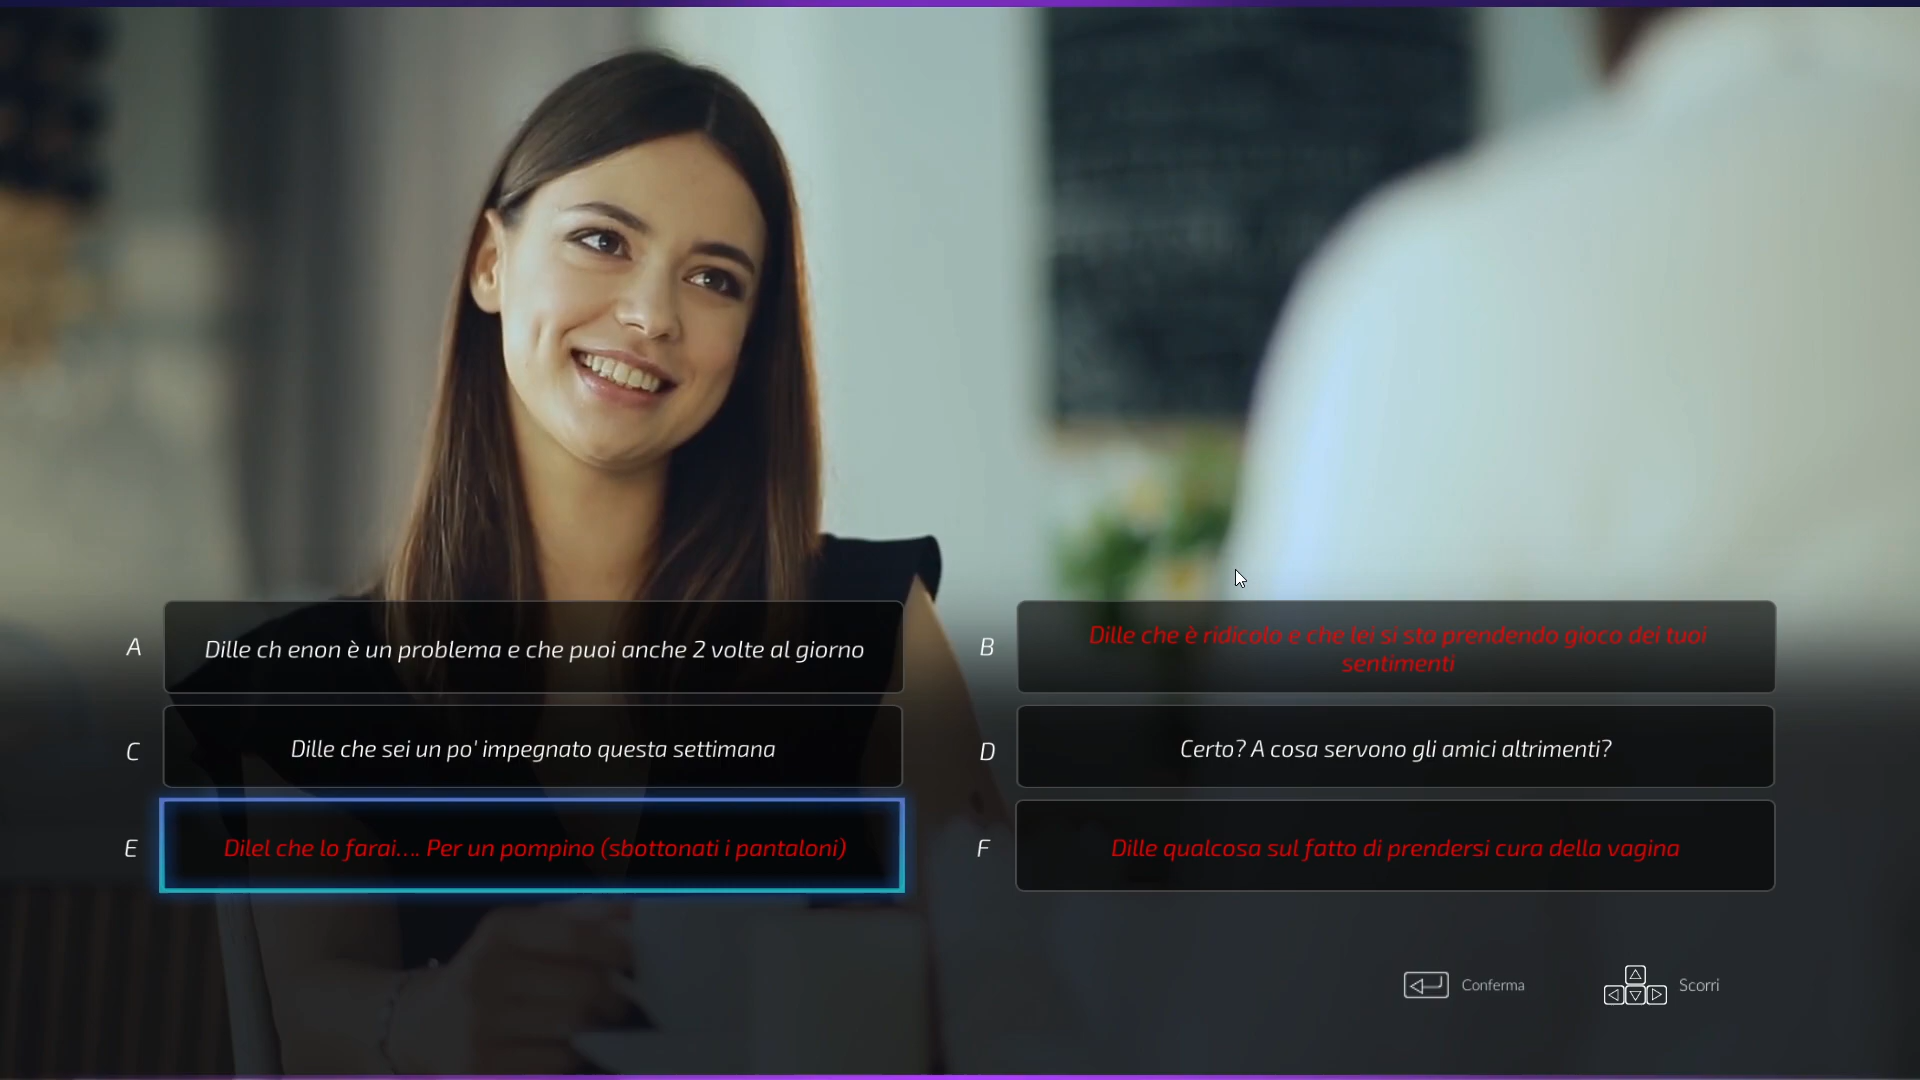 A
Dille ch enon è un problema e che puoi anche 2 volte al giorno
B
Dille che è ridicolo e che lei si sta prendendo gioco dei tuoi
sentimenti
C
Dille che sei un po' impegnato questa settimana
D
Certo? A cosa servono gli amici altrimenti?
E
Dilel che lo farai.... Per un pompino (sbottonati i pantaloni)
F
Dille qualcosa sul fatto di prendersi cura della vagina
Conferma
Scorri